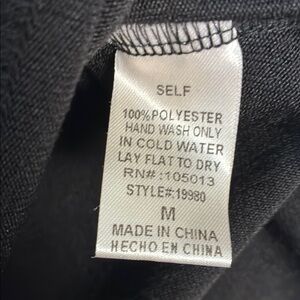 SELF
100% POLYESTER
HAND WASH ONLY
IN COLD WATER
LAY FLAT TO DRY
RN#:105013
STYLE#:19980
M
MADE IN CHINA
HECHO EN CHINA